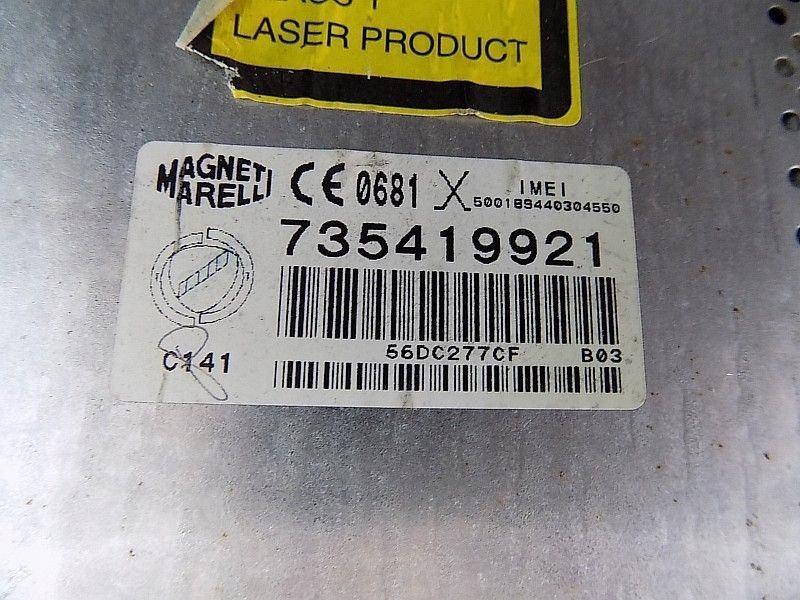 LASER PRODUCT
MAGNETI MARELLI CE 0681 IMEI
500189440304550
735419921
56DC277CF B03
C141